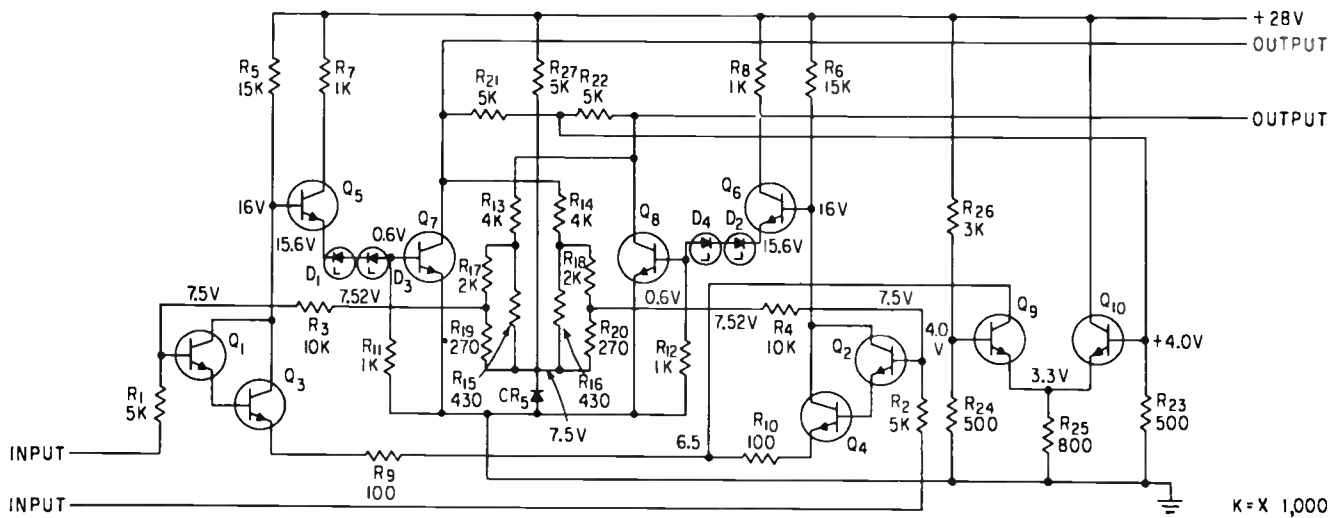 +28V
OUTPUT
R5
15K
R7
1K
R21
5K
R27
5K
R22
5K
R8
1K
R6
15K
OUTPUT
Q5
16V
15.6V
0.6V
Q7
D1
D3
R13
4K
R14
4K
Q8
D4
D2
Q6
16V
15.6V
R26
3K
R17
2K
R18
2K
0.6V
7.5V
7.52V
R3
10K
R19
270
R20
270
7.52V
7.5V
R4
10K
4.0
V
Q9
Q10
+4.0V
Q1
Q3
R11
1K
R15
430
CR5
R16
430
R12
1K
Q2
3.3V
R1
5K
7.5V
Q4
R2
5K
R24
500
R25
800
R23
500
INPUT
R9
100
6.5
R10
100
INPUT
K=X 1,000